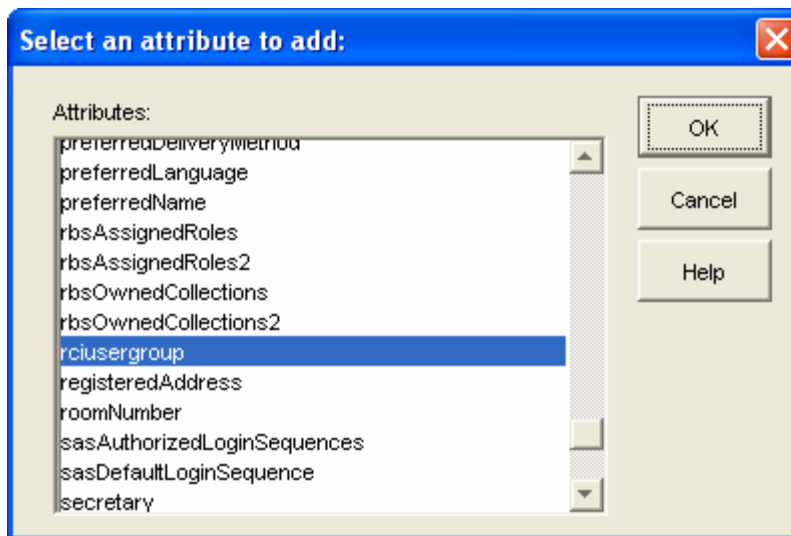 Select an attribute to add:
Attributes:
preferredDeliveryMethod
preferredLanguage
preferredName
rbsAssignedRoles
rbsAssignedRoles2
rbsOwnedCollections
rbsOwnedCollections2
rciusergroup
registeredAddress
roomNumber
sasAuthorizedLoginSequences
sasDefaultLoginSequence
secretary
OK
Cancel
Help